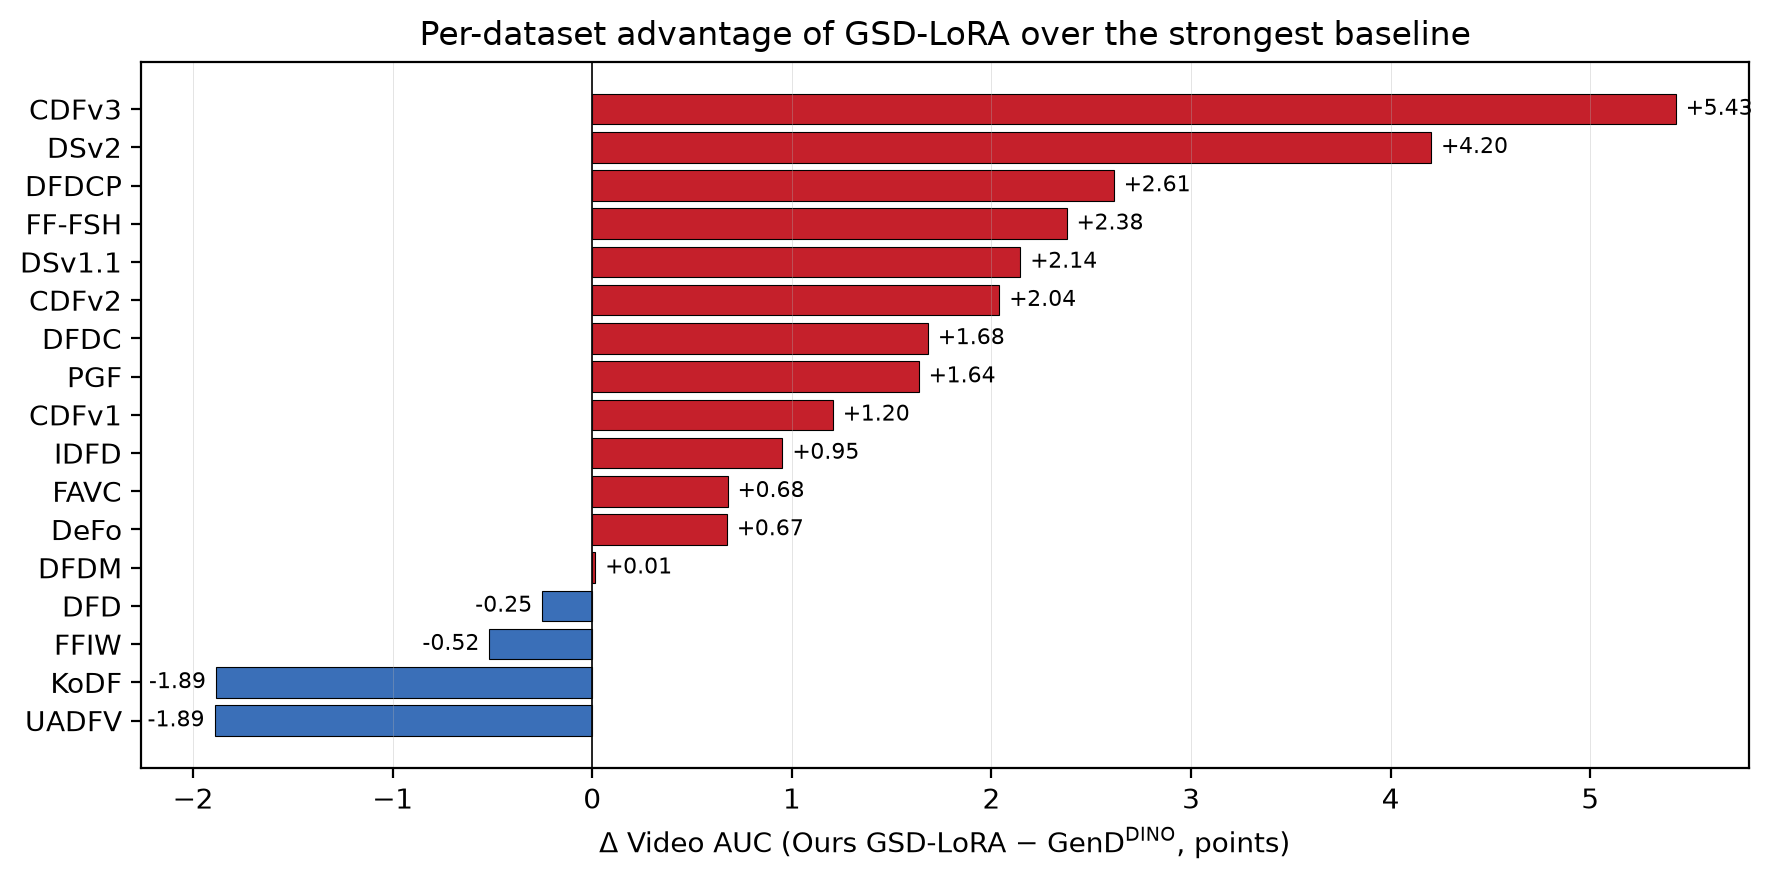 Per-dataset advantage of GSD-LoRA over the strongest baseline
CDFv3 +5.43
DSv2 +4.20
DFDCP +2.61
FF-FSH +2.38
DSv1.1 +2.14
CDFv2 +2.04
DFDC +1.68
PGF +1.64
CDFv1 +1.20
IDFD +0.95
FAVC +0.68
DeFo +0.67
DFDM +0.01
DFD -0.25
FFIW -0.52
KoDF -1.89
UADFV -1.89
−2 −1 0 1 2 3 4 5
Δ Video AUC (Ours GSD-LoRA − GenD^DINO, points)